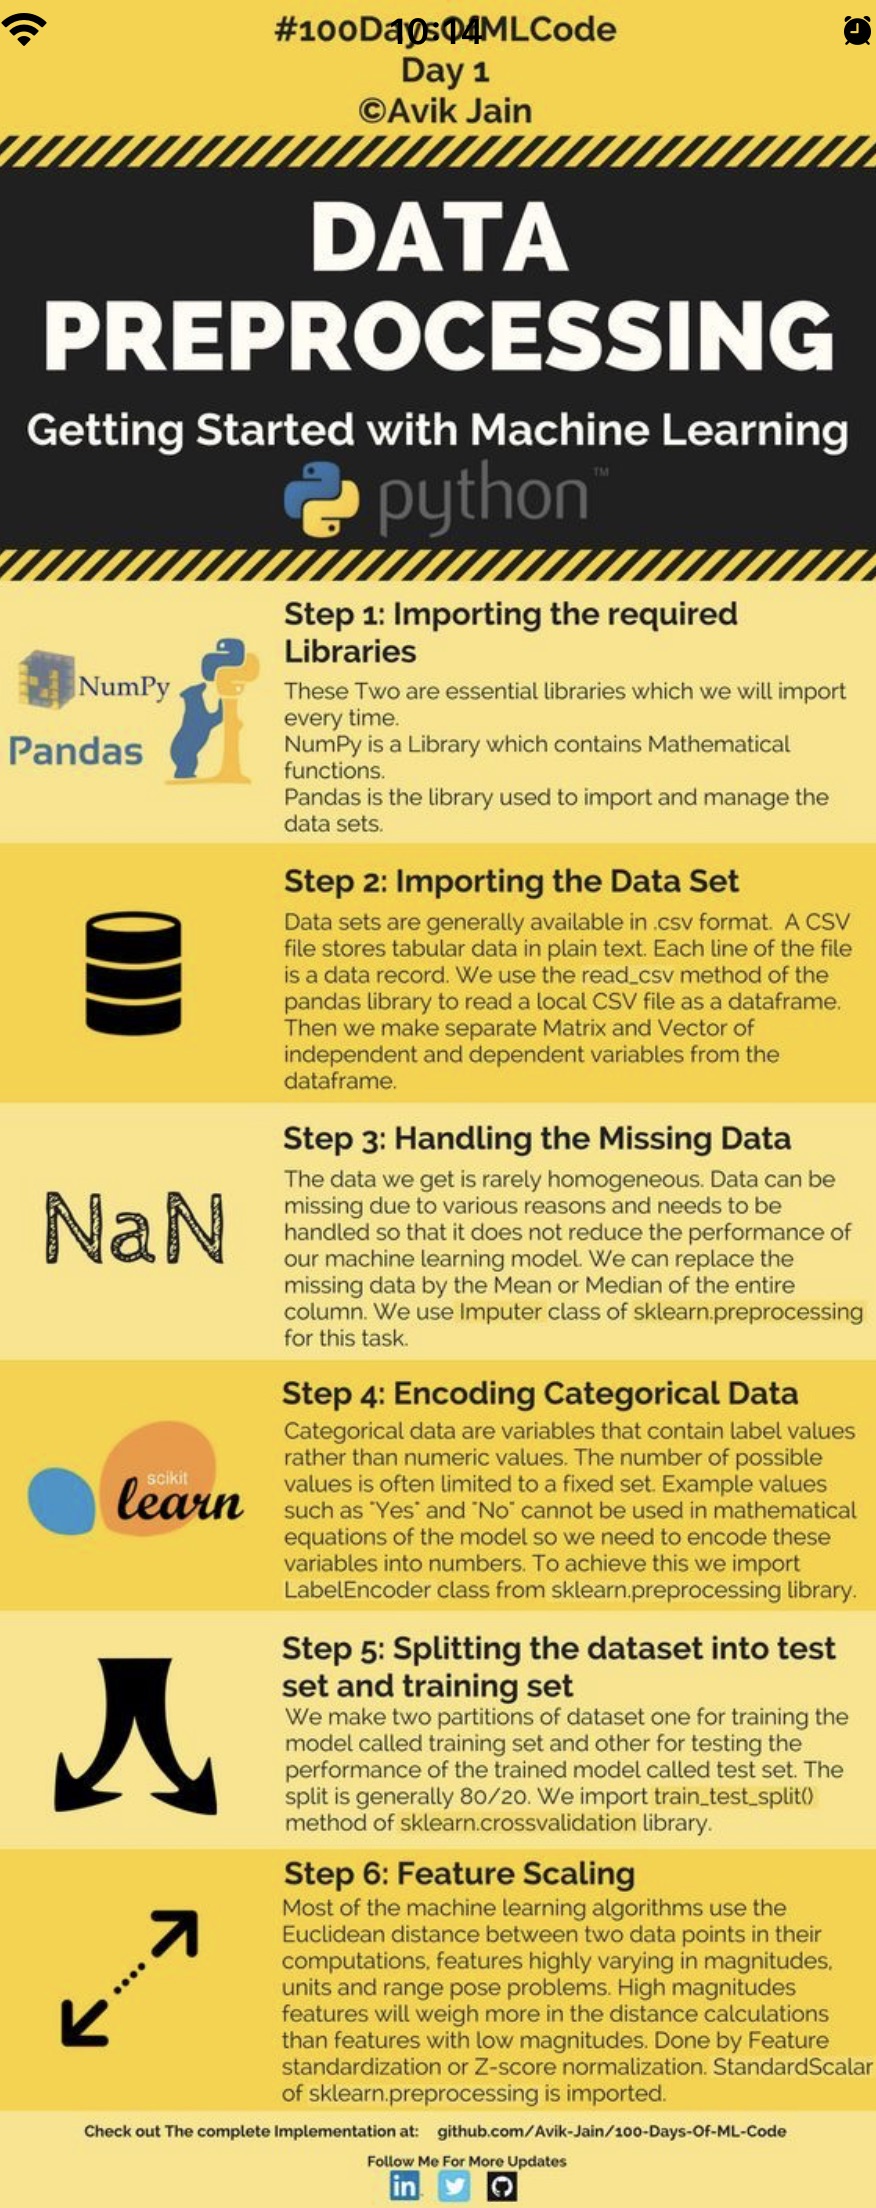 #100DaysOfMLCode
10:14
Day 1
©Avik Jain
DATA
PREPROCESSING
Getting Started with Machine Learning
python™
Step 1: Importing the required
Libraries
NumPy
Pandas
These Two are essential libraries which we will import
every time.
NumPy is a Library which contains Mathematical
functions.
Pandas is the library used to import and manage the
data sets.
Step 2: Importing the Data Set
Data sets are generally available in .csv format. A CSV
file stores tabular data in plain text. Each line of the file
is a data record. We use the read_csv method of the
pandas library to read a local CSV file as a dataframe.
Then we make separate Matrix and Vector of
independent and dependent variables from the
dataframe.
Step 3: Handling the Missing Data
NaN
The data we get is rarely homogeneous. Data can be
missing due to various reasons and needs to be
handled so that it does not reduce the performance of
our machine learning model. We can replace the
missing data by the Mean or Median of the entire
column. We use Imputer class of sklearn.preprocessing
for this task.
Step 4: Encoding Categorical Data
scikit
learn
Categorical data are variables that contain label values
rather than numeric values. The number of possible
values is often limited to a fixed set. Example values
such as "Yes" and "No" cannot be used in mathematical
equations of the model so we need to encode these
variables into numbers. To achieve this we import
LabelEncoder class from sklearn.preprocessing library.
Step 5: Splitting the dataset into test
set and training set
We make two partitions of dataset one for training the
model called training set and other for testing the
performance of the trained model called test set. The
split is generally 80/20. We import train_test_split()
method of sklearn.crossvalidation library.
Step 6: Feature Scaling
Most of the machine learning algorithms use the
Euclidean distance between two data points in their
computations, features highly varying in magnitudes,
units and range pose problems. High magnitudes
features will weigh more in the distance calculations
than features with low magnitudes. Done by Feature
standardization or Z-score normalization. StandardScalar
of sklearn.preprocessing is imported.
Check out The complete Implementation at: github.com/Avik-Jain/100-Days-Of-ML-Code
Follow Me For More Updates
in